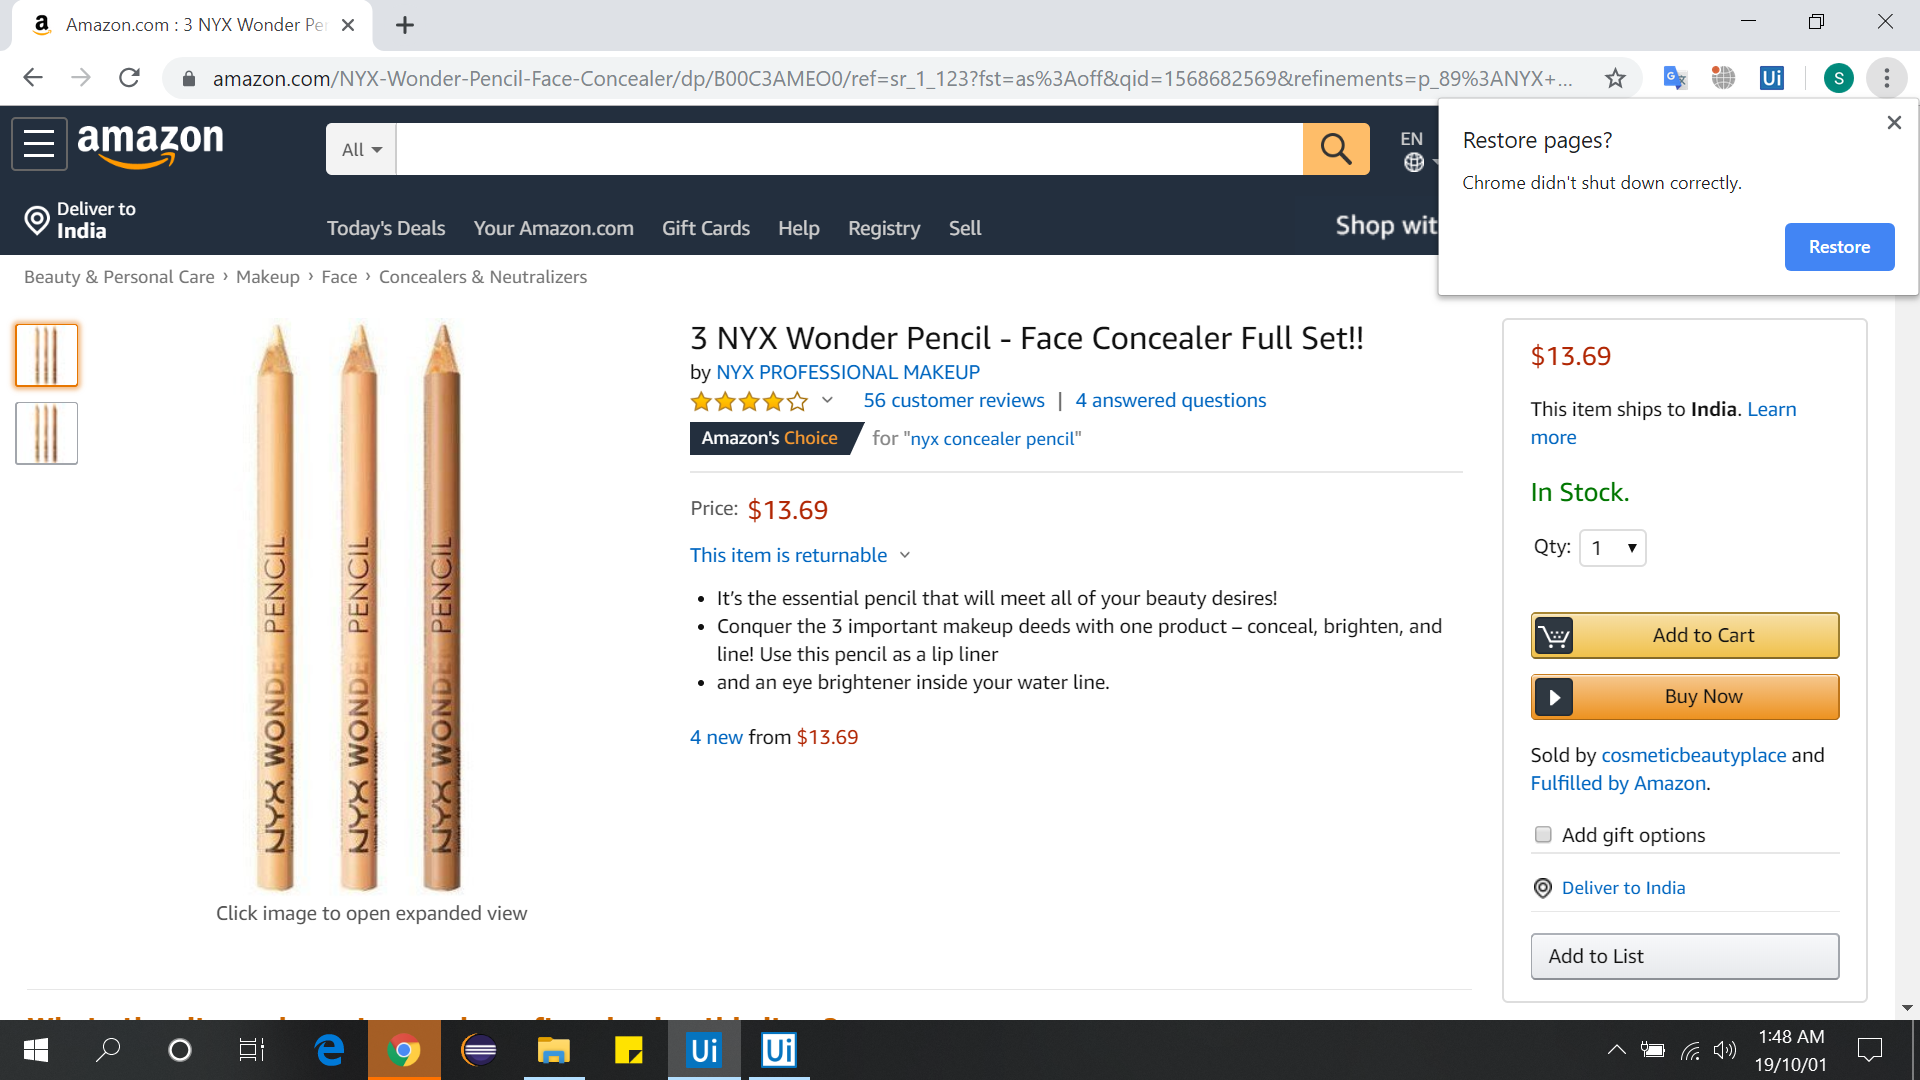 Amazon.com : 3 NYX Wonder Pe
amazon.com/NYX-Wonder-Pencil-Face-Concealer/dp/B00C3AMEO0/ref=sr_1_123?fst=as%3Aoff&qid=1568682569&refinements=p_89%3ANYX+...
Ui
S
amazon
All
EN
Restore pages?
Chrome didn't shut down correctly.
Restore
Deliver to
India
Today's Deals
Your Amazon.com
Gift Cards
Help
Registry
Sell
Shop wit
Beauty & Personal Care › Makeup › Face › Concealers & Neutralizers
3 NYX Wonder Pencil - Face Concealer Full Set!!
by NYX PROFESSIONAL MAKEUP
56 customer reviews | 4 answered questions
Amazon's Choice for "nyx concealer pencil"
Price: $13.69
This item is returnable
• It’s the essential pencil that will meet all of your beauty desires!
• Conquer the 3 important makeup deeds with one product – conceal, brighten, and
line! Use this pencil as a lip liner
• and an eye brightener inside your water line.
4 new from $13.69
NYX WONDER PENCIL
NYX WONDER PENCIL
NYX WONDER PENCIL
Click image to open expanded view
$13.69
This item ships to India. Learn
more
In Stock.
Qty: 1
Add to Cart
Buy Now
Sold by cosmeticbeautyplace and
Fulfilled by Amazon.
Add gift options
Deliver to India
Add to List
Ui
Ui
1:48 AM
19/10/01